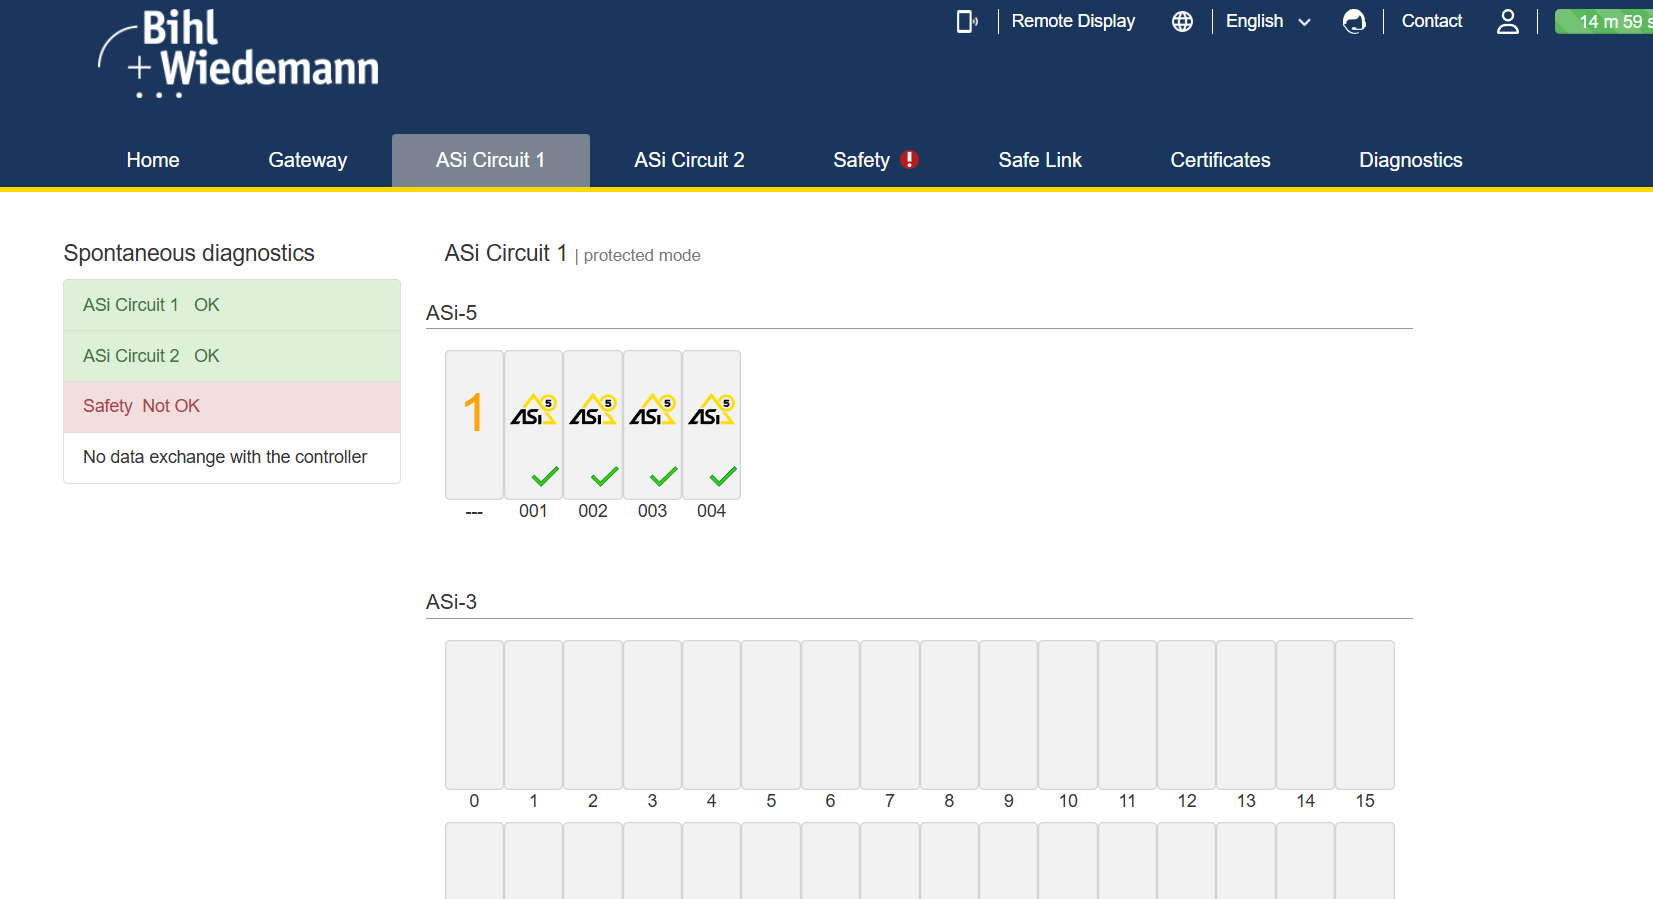 Bihl
+ Wiedemann
Remote Display
English
Contact
14 m 59 s
Home
Gateway
ASi Circuit 1
ASi Circuit 2
Safety
Safe Link
Certificates
Diagnostics
Spontaneous diagnostics
ASi Circuit 1 OK
ASi Circuit 2 OK
Safety Not OK
No data exchange with the controller
ASi Circuit 1 | protected mode
ASi-5
1 ASi 5 ASi 5 ASi 5 ASi 5
--- 001 002 003 004
ASi-3
0 1 2 3 4 5 6 7 8 9 10 11 12 13 14 15